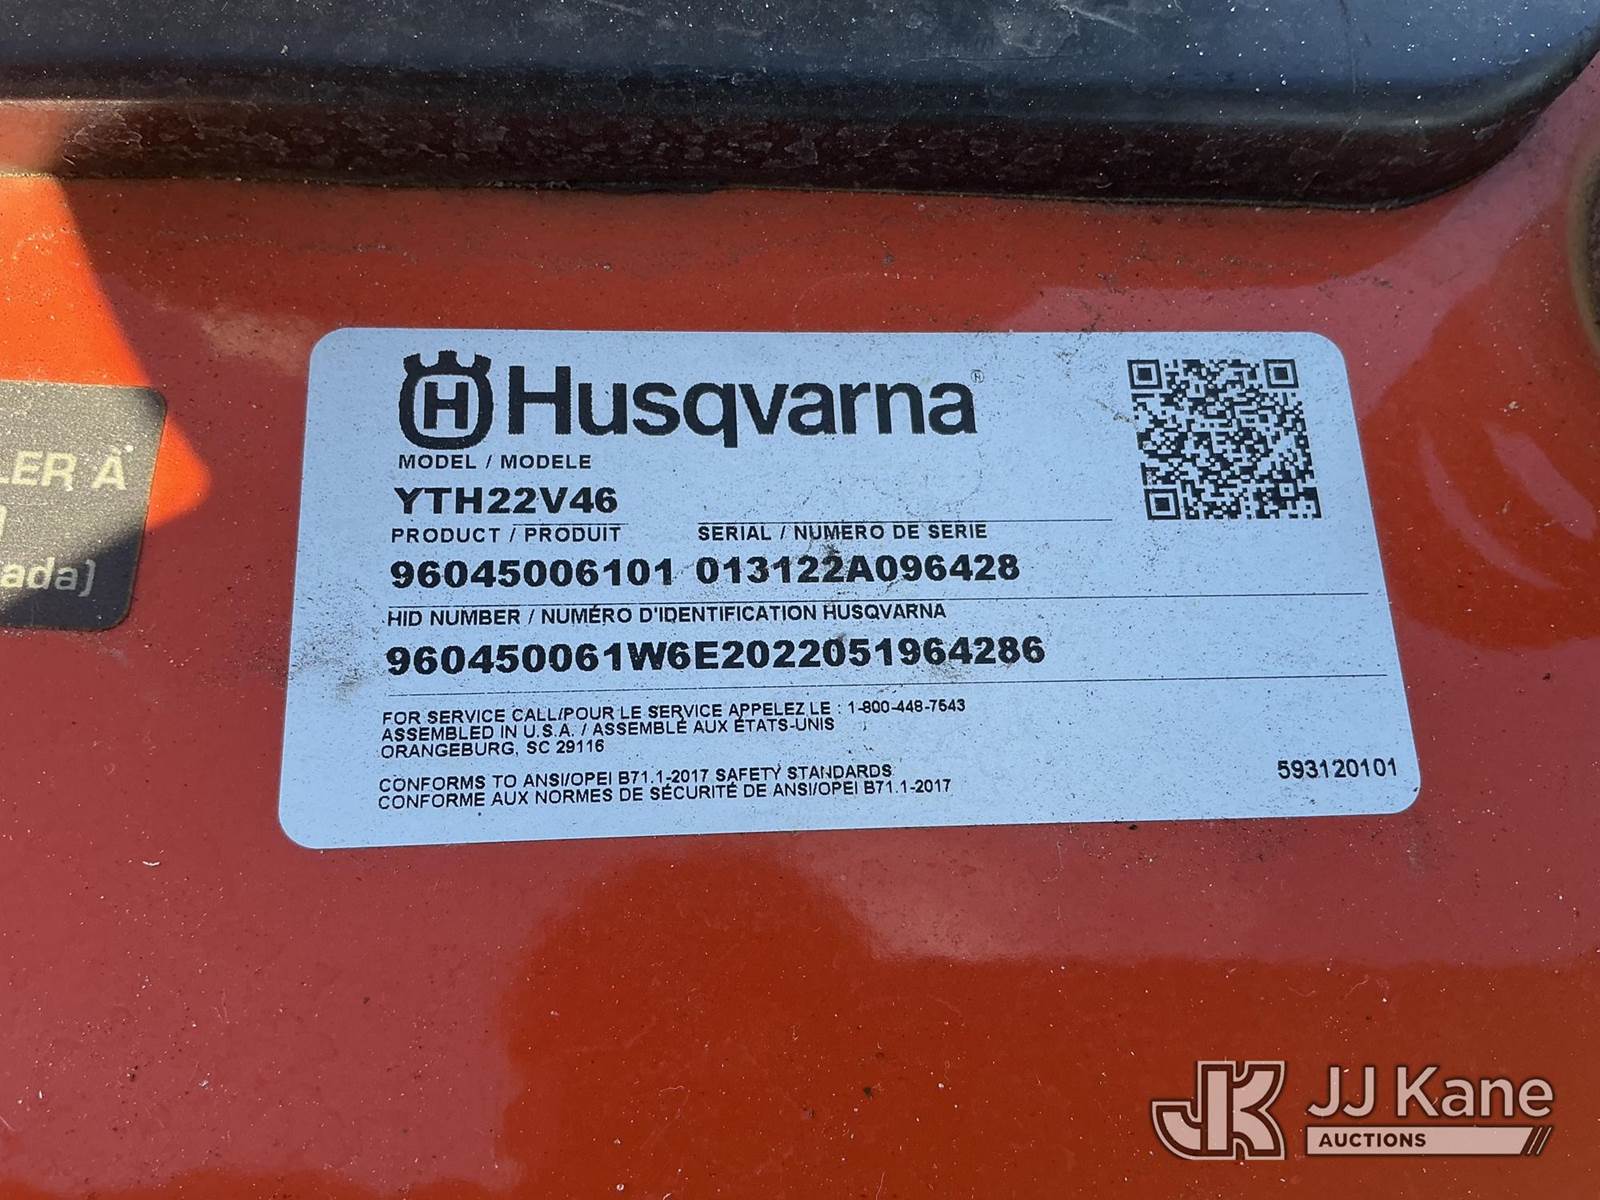 Husqvarna®
MODEL / MODELE
YTH22V46
PRODUCT / PRODUIT SERIAL / NUMERO DE SERIE
96045006101 013122A096428
HID NUMBER / NUMÉRO D'IDENTIFICATION HUSQVARNA
960450061W6E2022051964286
FOR SERVICE CALL/POUR LE SERVICE APPELEZ LE : 1-800-448-7543
ASSEMBLED IN U.S.A. / ASSEMBLÉ AUX ÉTATS-UNIS
ORANGEBURG, SC 29116
CONFORMS TO ANSI/OPEI B71.1-2017 SAFETY STANDARDS
CONFORME AUX NORMES DE SÉCURITÉ DE ANSI/OPEI B71.1-2017
593120101
LER À
ada)
JK JJ Kane
AUCTIONS